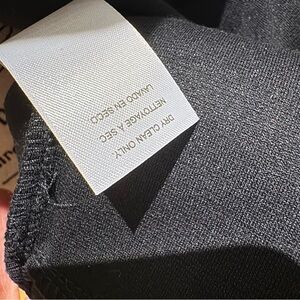 DRY CLEAN ONLY
NETTOYAGE À SEC
LAVADO EN SECO